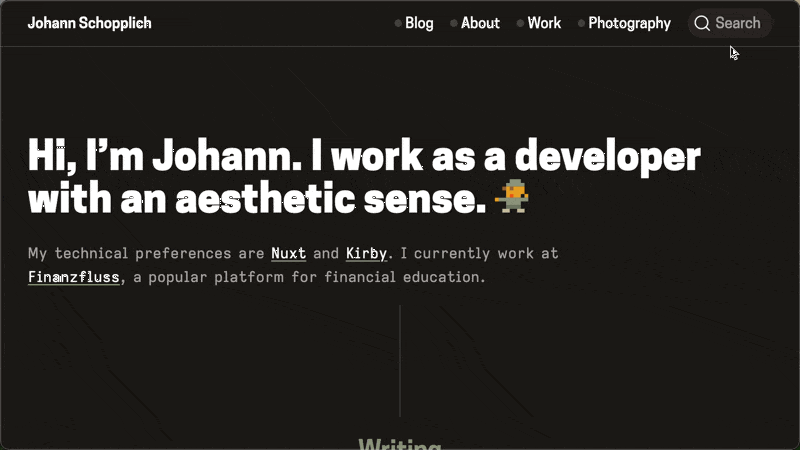 Johann Schopplich
Blog About Work Photography Search
Hi, I’m Johann. I work as a developer
with an aesthetic sense.
My technical preferences are Nuxt and Kirby. I currently work at
Finanzfluss, a popular platform for financial education.
Writing